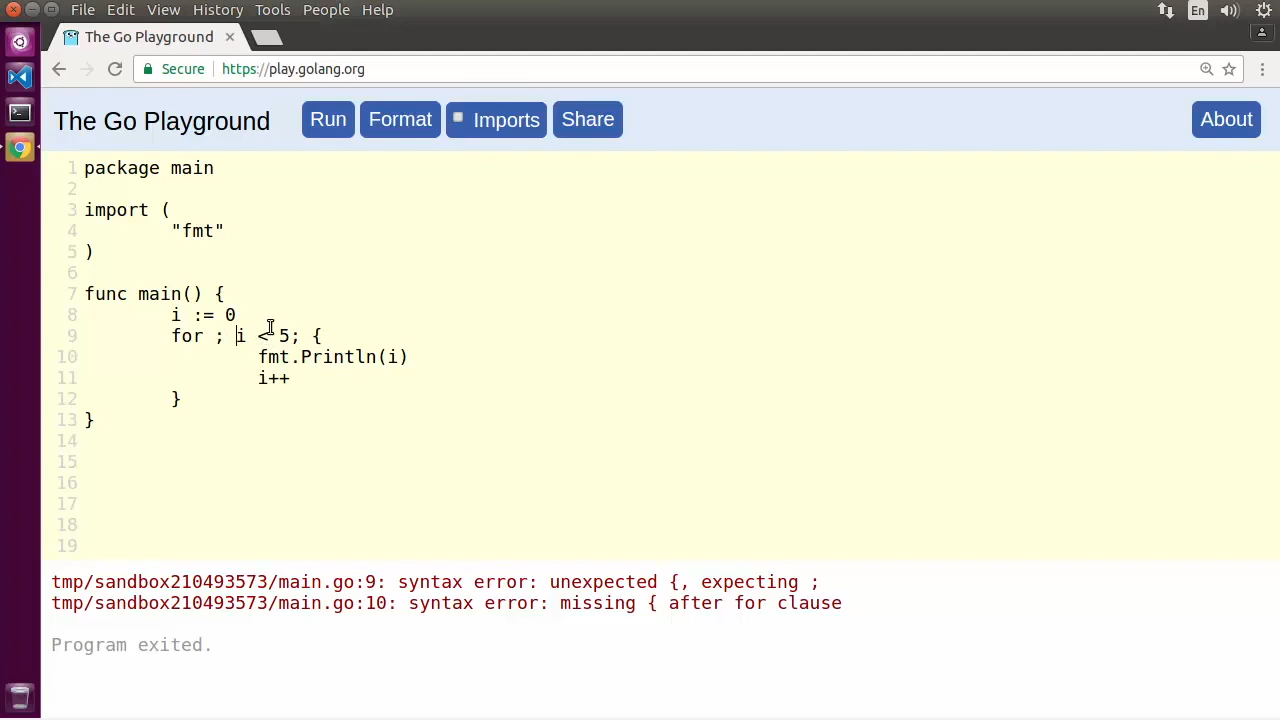 File Edit View History Tools People Help
En
The Go Playground
Secure https://play.golang.org
The Go Playground Run Format Imports Share About
1 package main
2
3 import (
4 "fmt"
5 )
6
7 func main() {
8 i := 0
9 for ; i < 5; {
10 fmt.Println(i)
11 i++
12 }
13 }
14
15
16
17
18
19
tmp/sandbox210493573/main.go:9: syntax error: unexpected {, expecting ;
tmp/sandbox210493573/main.go:10: syntax error: missing { after for clause
Program exited.